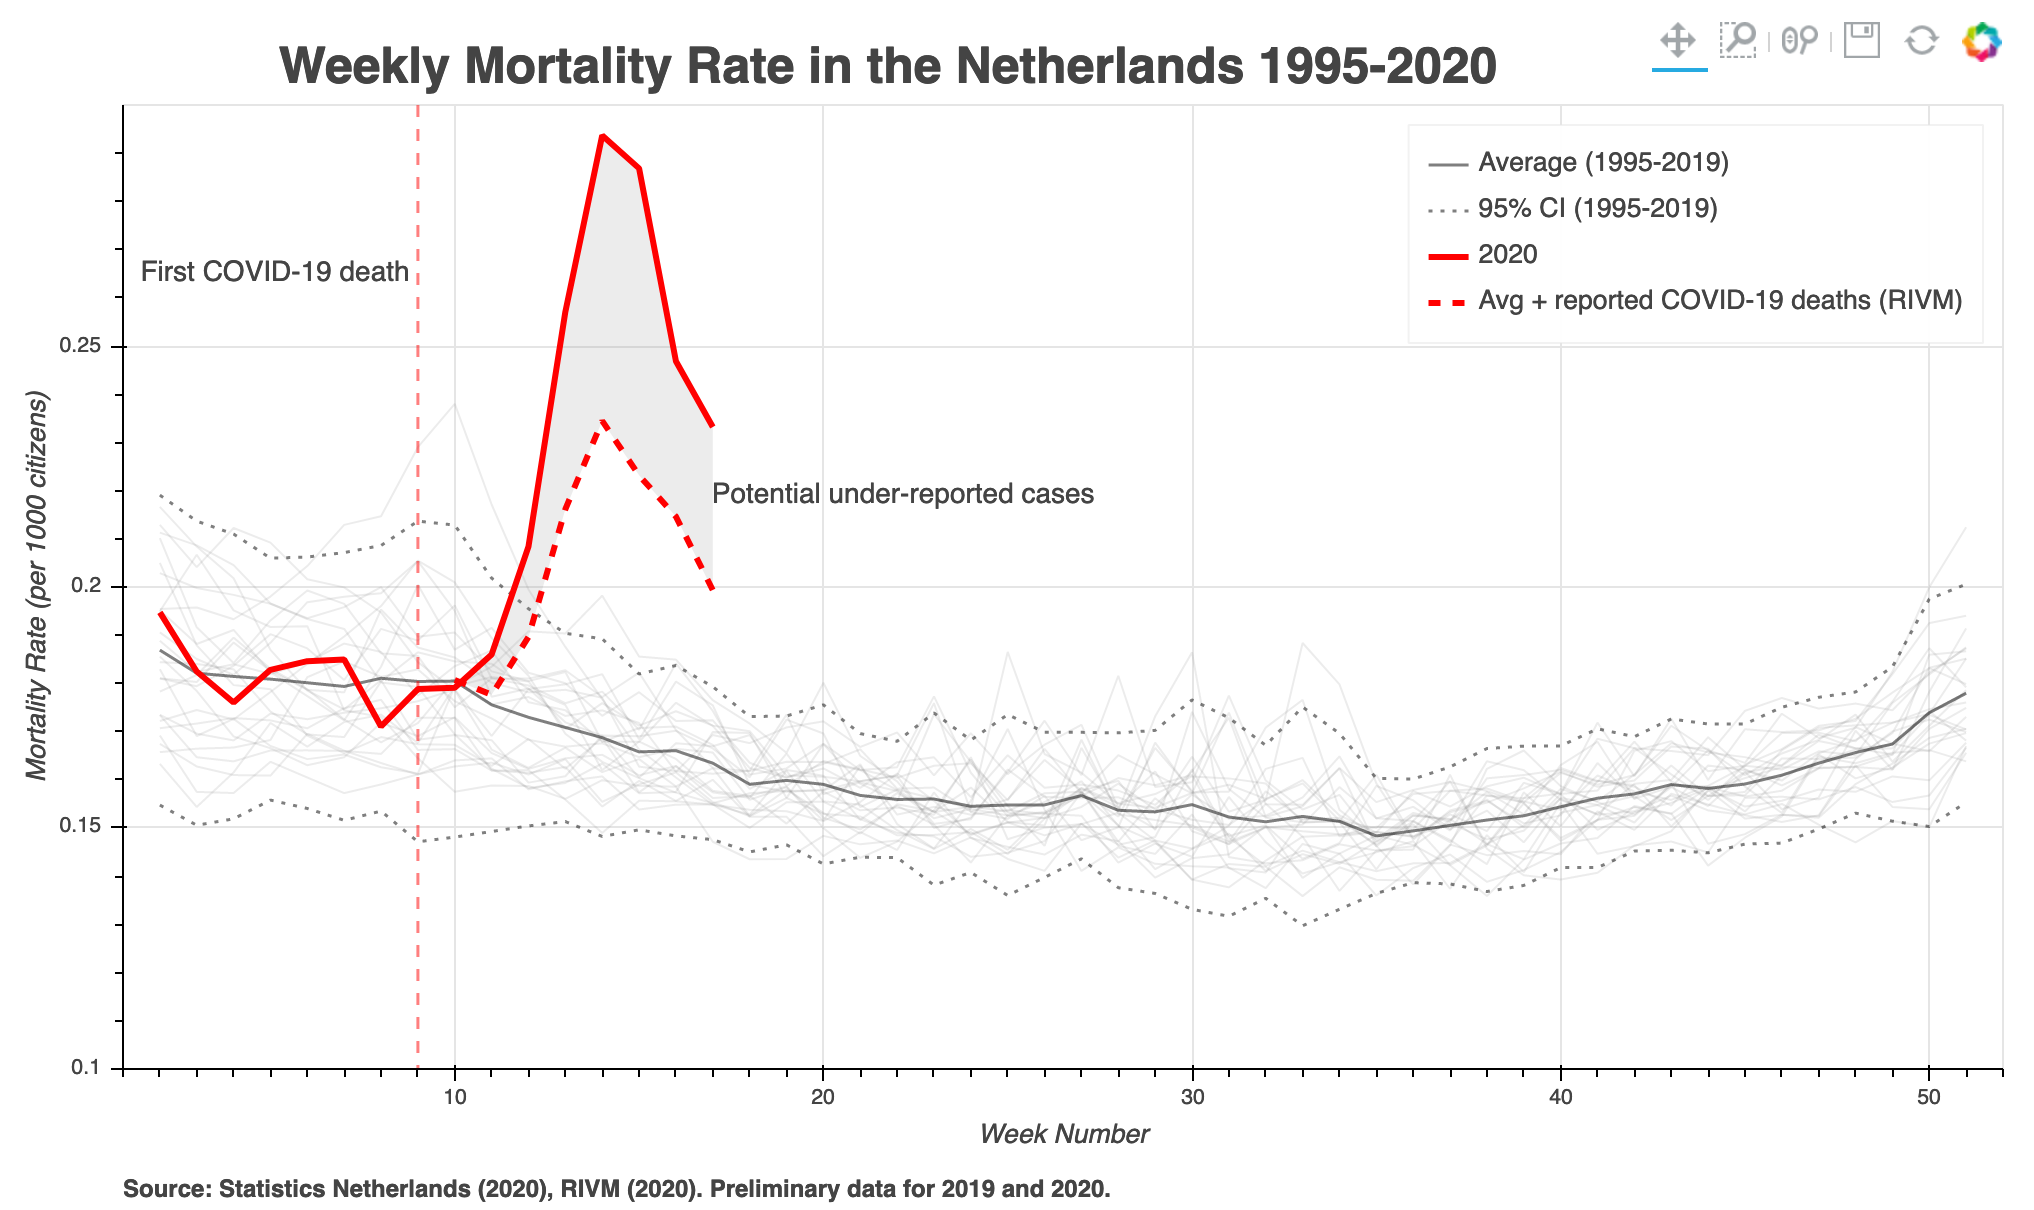 Weekly Mortality Rate in the Netherlands 1995-2020
Average (1995-2019)
95% CI (1995-2019)
2020
Avg + reported COVID-19 deaths (RIVM)
First COVID-19 death
Potential under-reported cases
Mortality Rate (per 1000 citizens)
0.25
0.2
0.15
0.1
10
20
30
40
50
Week Number
Source: Statistics Netherlands (2020), RIVM (2020). Preliminary data for 2019 and 2020.